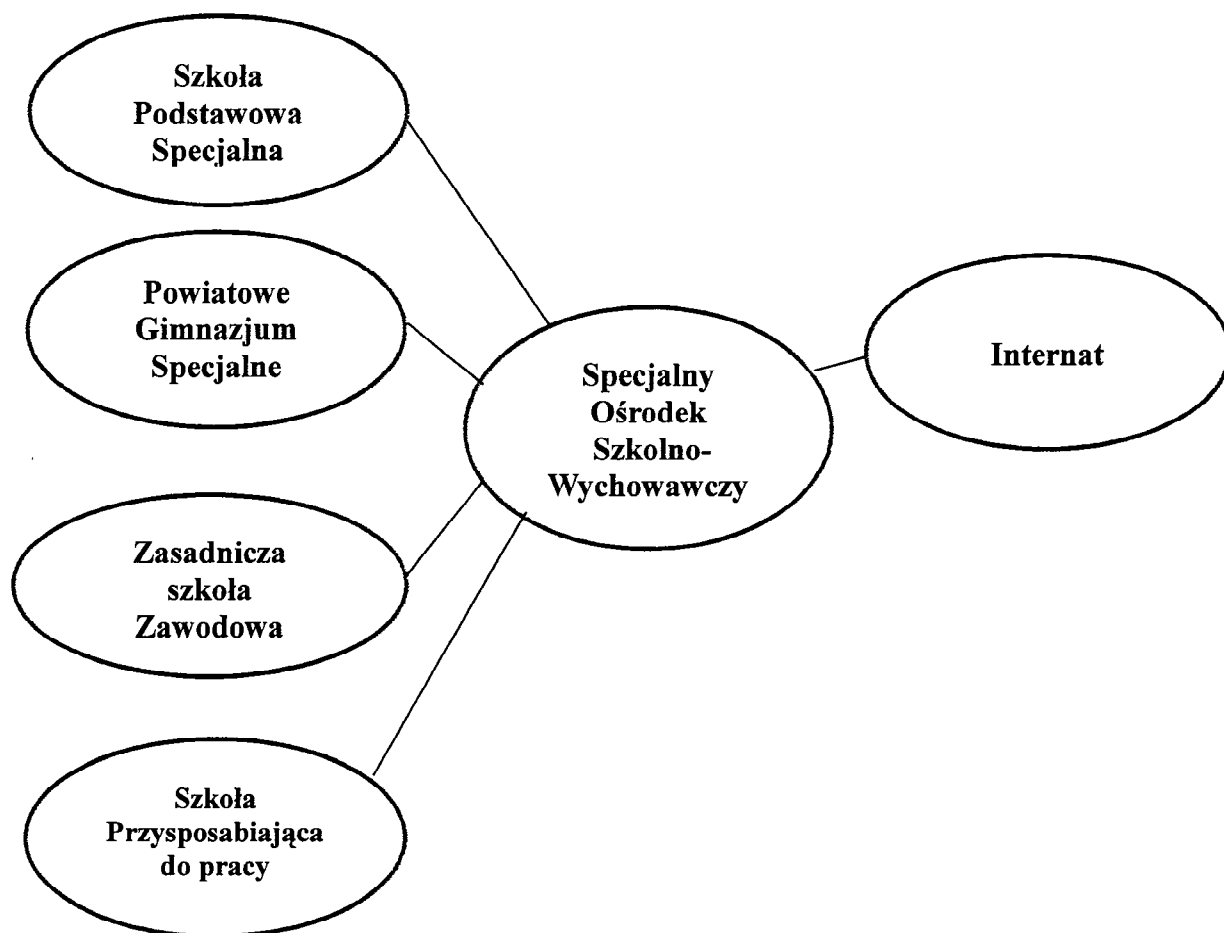 Szkoła
Podstawowa
Specjalna
Powiatowe
Gimnazjum
Specjalne
Specjalny
Ośrodek
Szkolno-
Wychowawczy
Internat
Zasadnicza
szkoła
Zawodowa
Szkoła
Przysposabiająca
do pracy